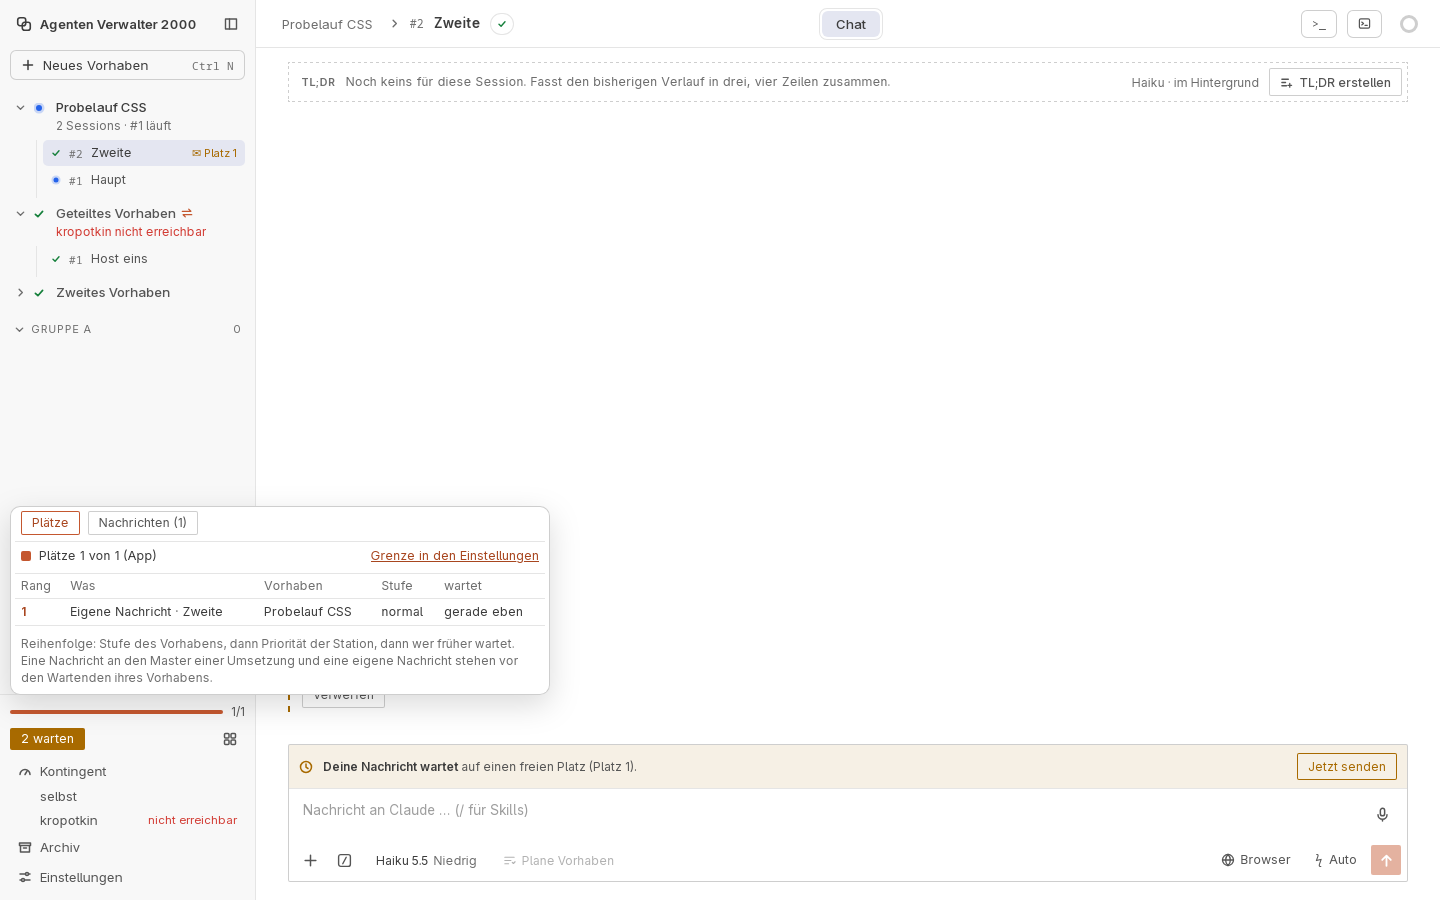 Agenten Verwalter 2000
Neues Vorhaben Ctrl N
Probelauf CSS
2 Sessions · #1 läuft
#2 Zweite ✉ Platz 1
#1 Haupt
Geteiltes Vorhaben
kropotkin nicht erreichbar
#1 Host eins
Zweites Vorhaben
GRUPPE A 0
Probelauf CSS > #2 Zweite
Chat
>_
TL;DR Noch keins für diese Session. Fasst den bisherigen Verlauf in drei, vier Zeilen zusammen.
Haiku · im Hintergrund TL;DR erstellen
Plätze Nachrichten (1)
Plätze 1 von 1 (App) Grenze in den Einstellungen
Rang Was Vorhaben Stufe wartet
1 Eigene Nachricht · Zweite Probelauf CSS normal gerade eben
Reihenfolge: Stufe des Vorhabens, dann Priorität der Station, dann wer früher wartet.
Eine Nachricht an den Master einer Umsetzung und eine eigene Nachricht stehen vor
den Wartenden ihres Vorhabens.
Verwerfen
1/1
2 warten
Kontingent
selbst
kropotkin nicht erreichbar
Archiv
Einstellungen
Deine Nachricht wartet auf einen freien Platz (Platz 1). Jetzt senden
Nachricht an Claude … (/ für Skills)
Haiku 5.5 Niedrig Plane Vorhaben Browser Auto